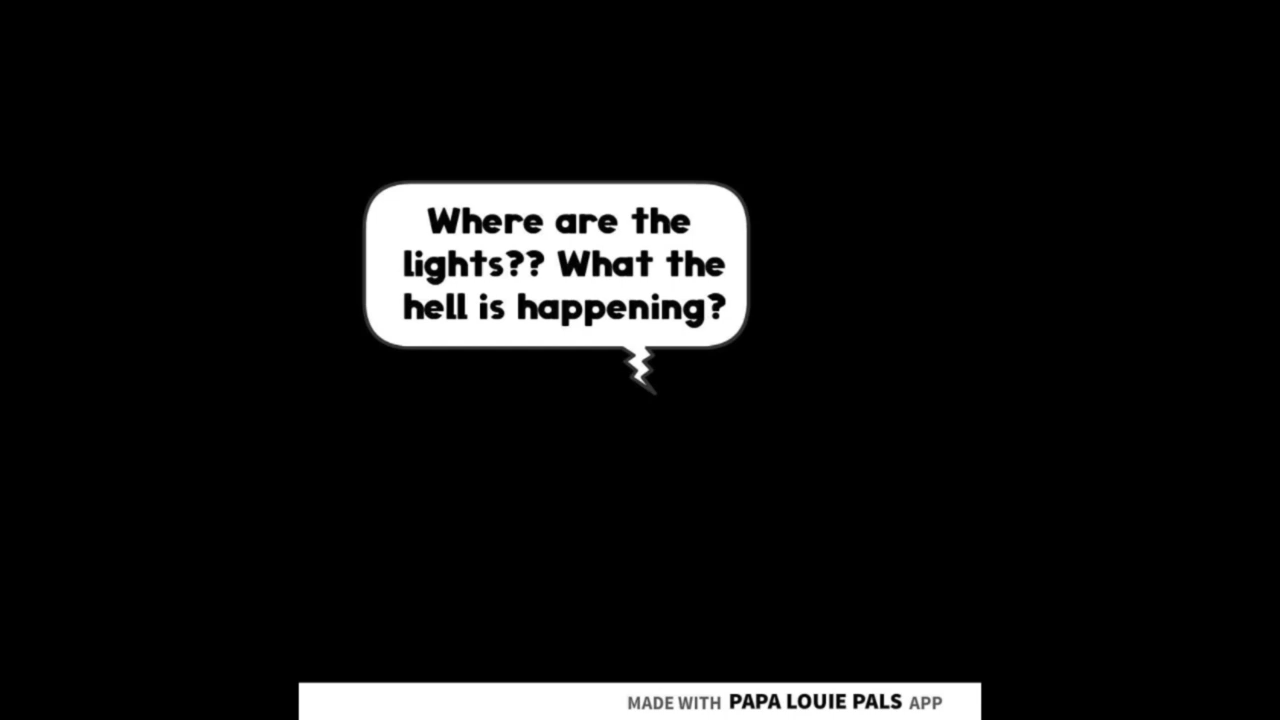 Where are the
lights?? What the
hell is happening?
MADE WITH PAPA LOUIE PALS APP